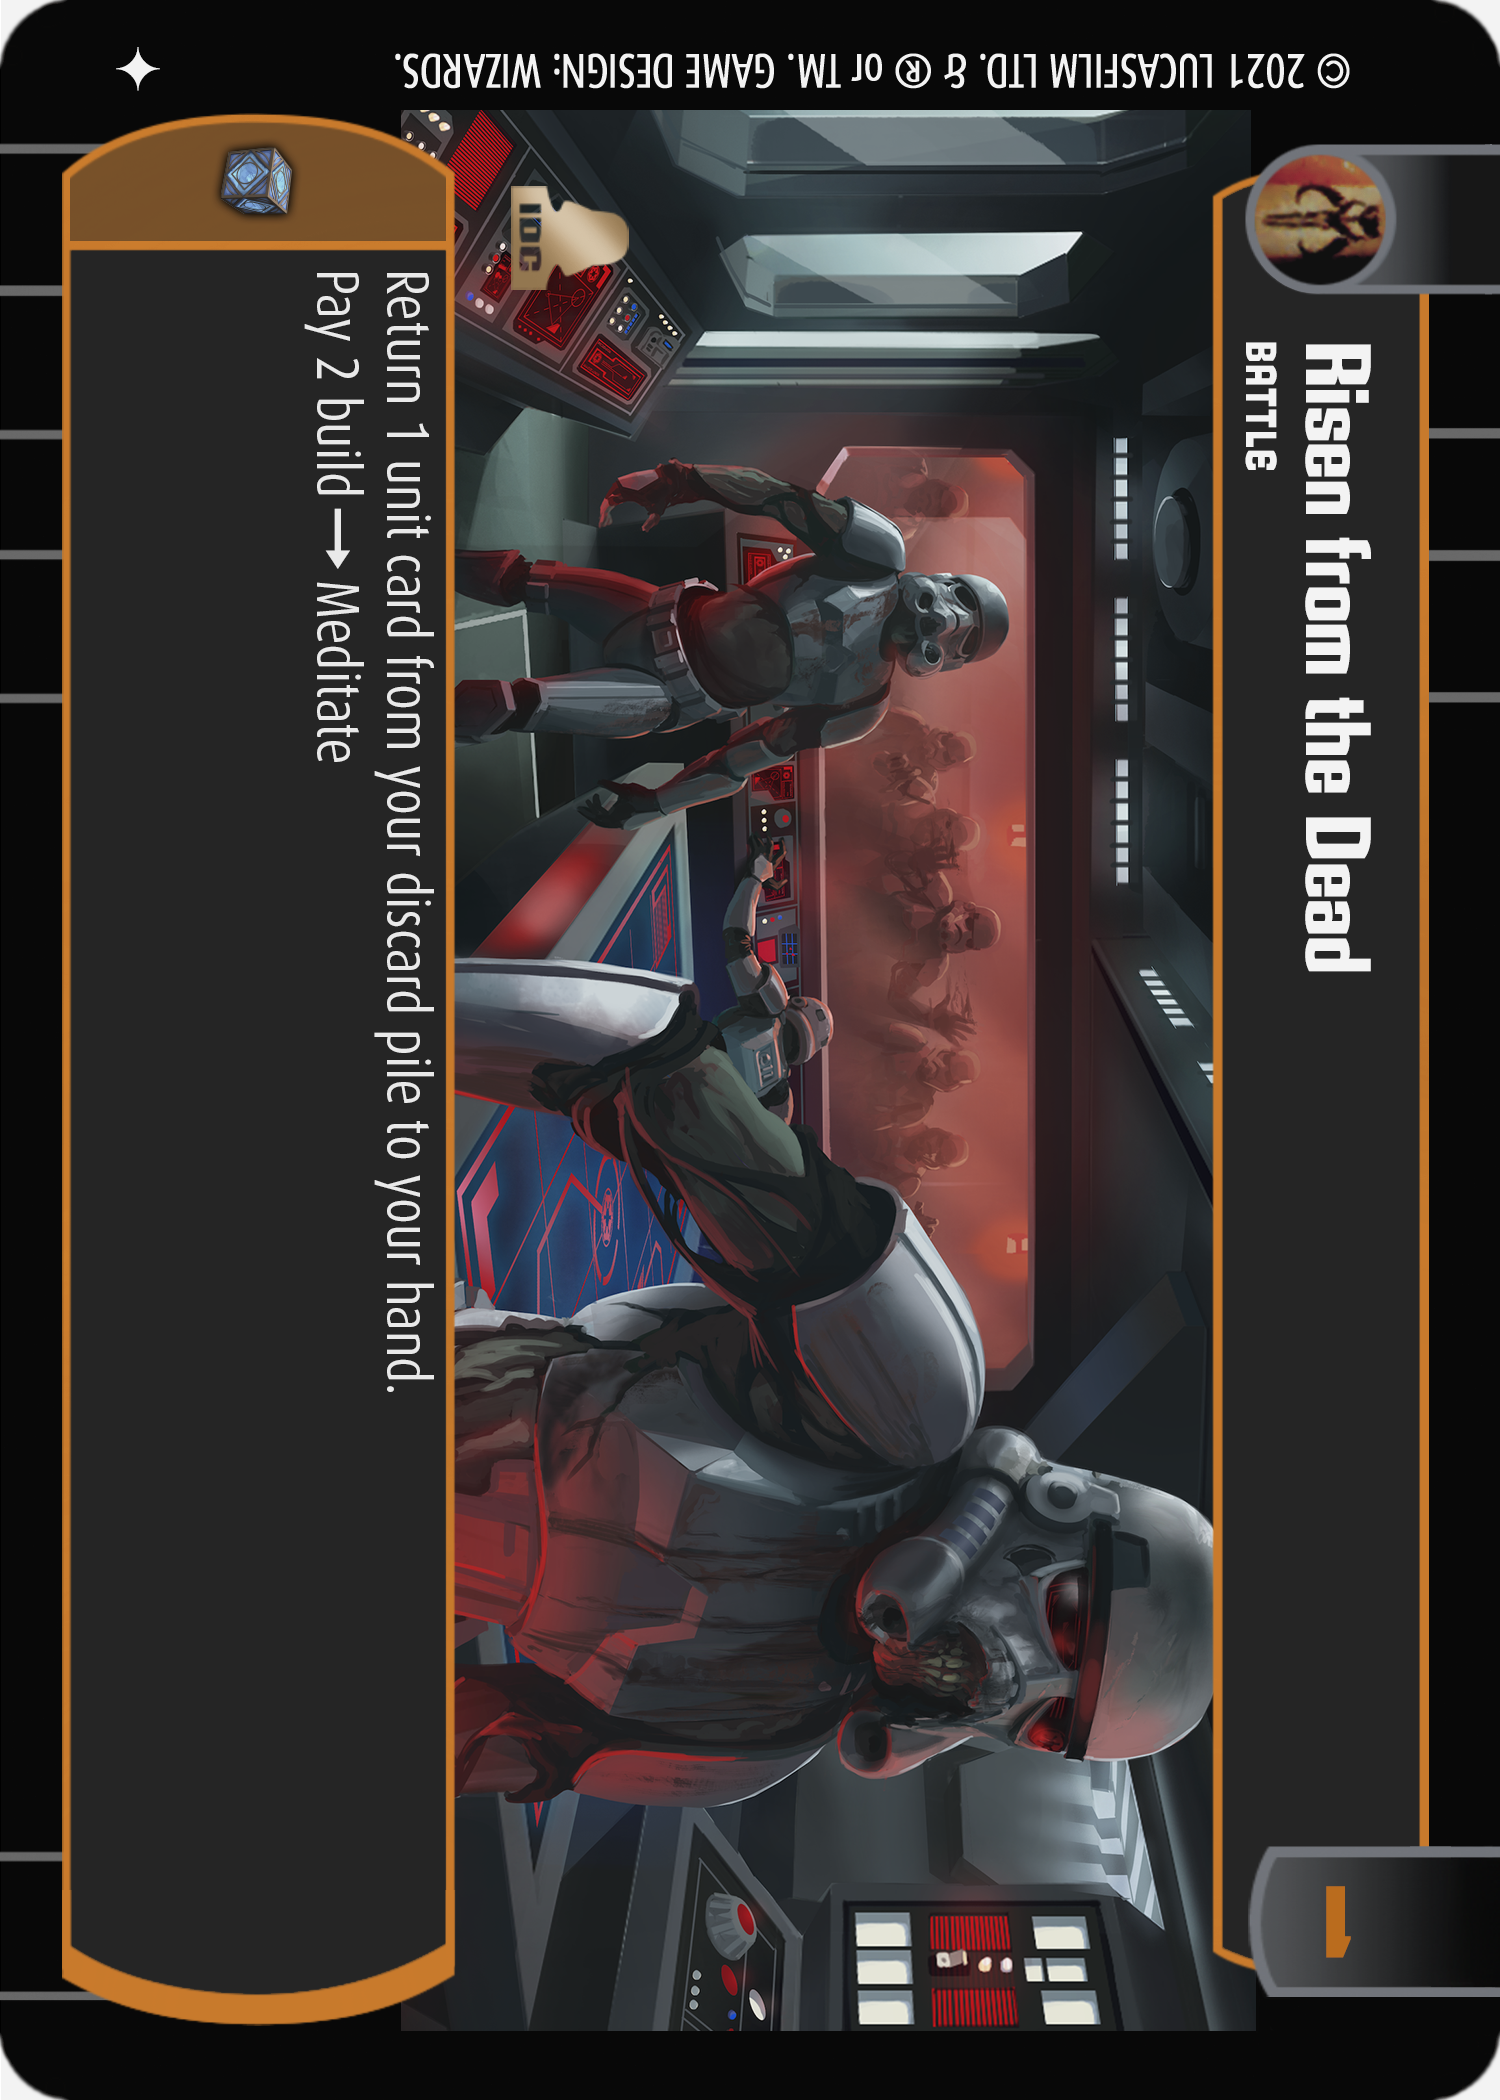 Risen from the Dead
1
BATTLE
IDC
Return 1 unit card from your discard pile to your hand.
Pay 2 build → Meditate
© 2021 LUCASFILM LTD. & ® or TM. GAME DESIGN: WIZARDS.